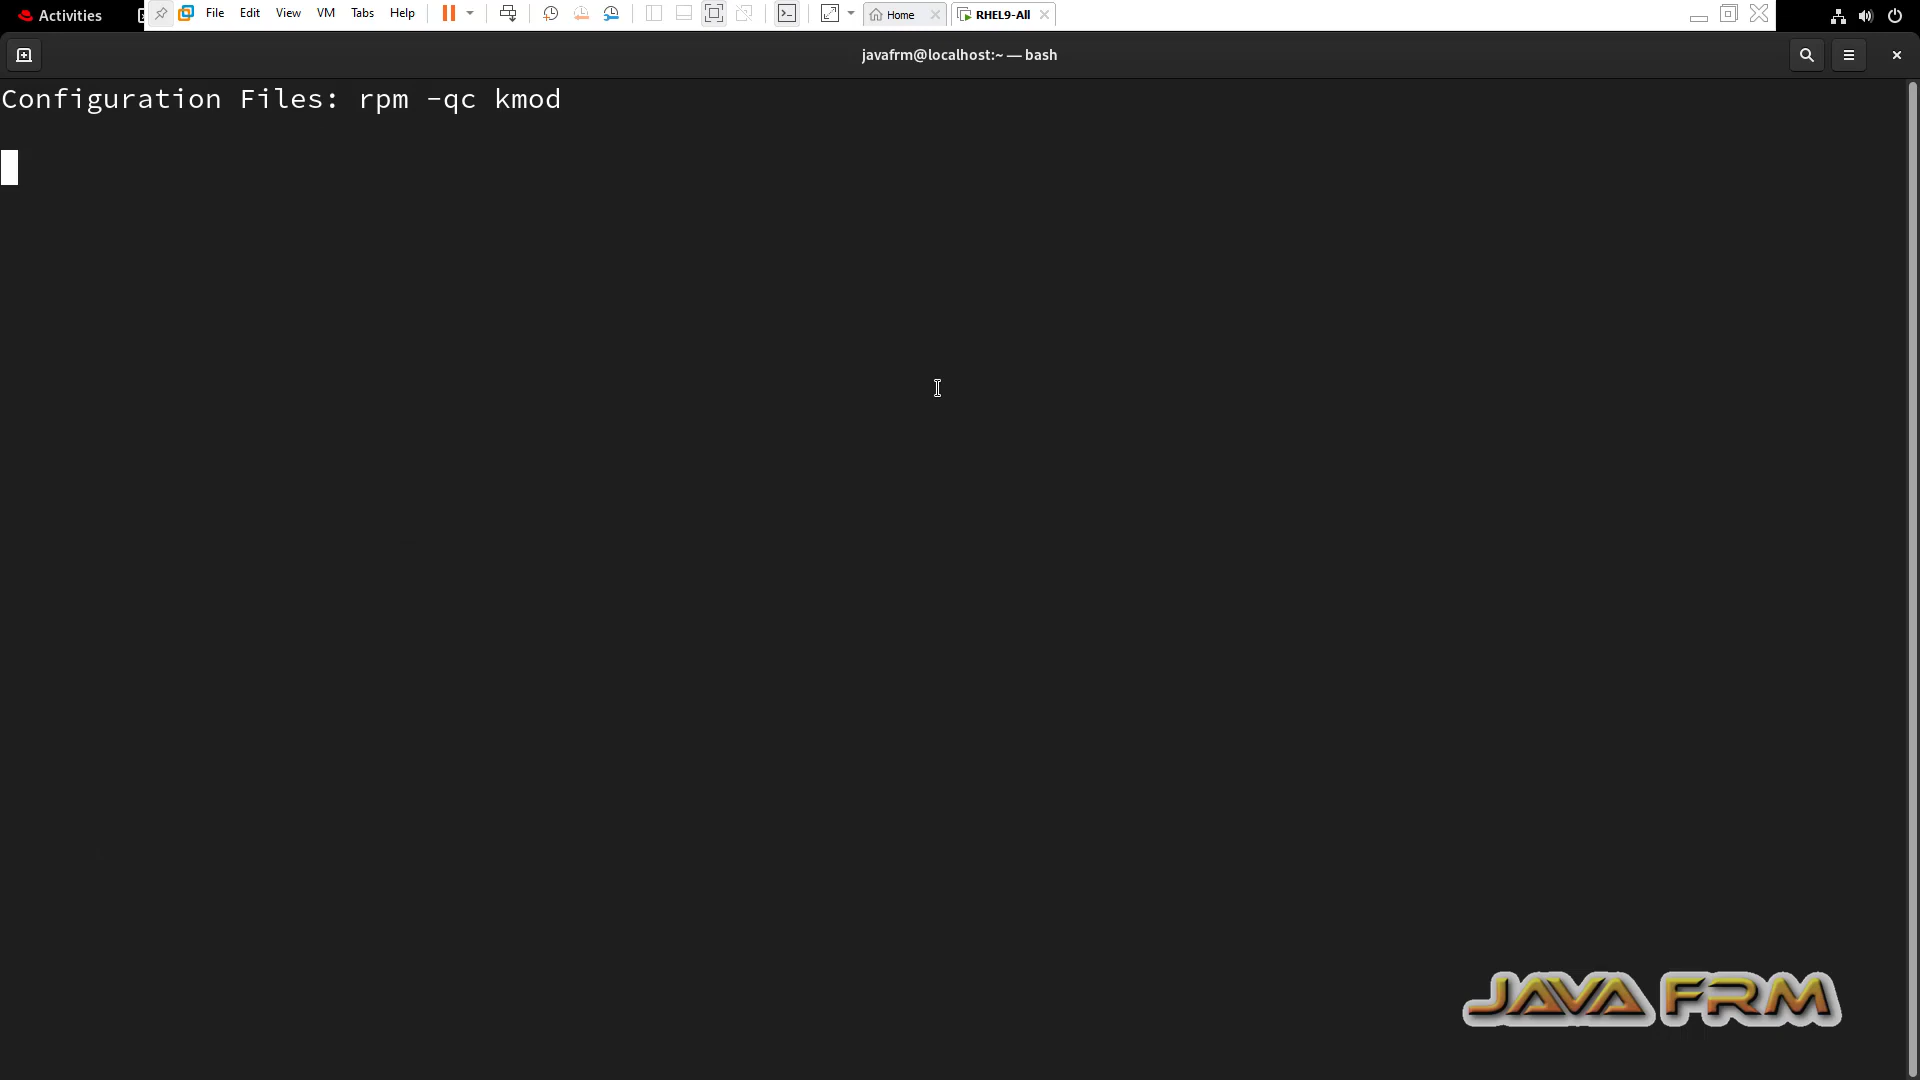 Activities File Edit View VM Tabs Help Home RHEL9-All
javafrm@localhost:~ — bash
Configuration Files: rpm -qc kmod
JAVA FRM